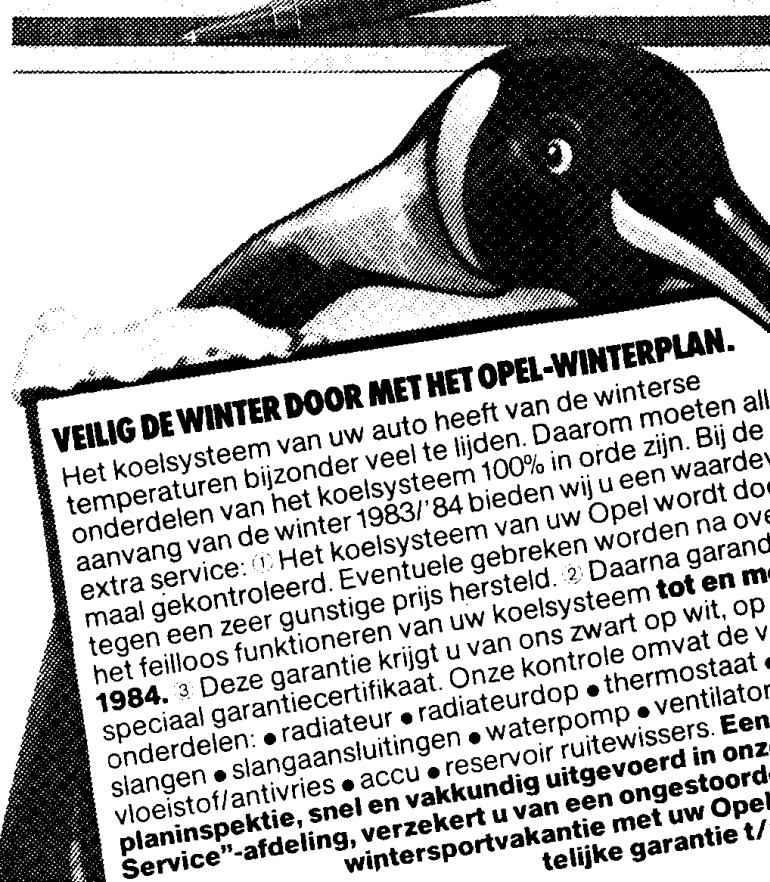 VEILIG DE WINTER DOOR MET HET OPEL-WINTERPLAN.
Het koelsysteem van uw auto heeft van de winterse
temperaturen bijzonder veel te lijden. Daarom moeten all
onderdelen van het koelsysteem 100% in orde zijn. Bij de
aanvang van de winter 1983/'84 bieden wij u een waardev
extra service: ① Het koelsysteem van uw Opel wordt doe
maal gekontroleerd. Eventuele gebreken worden na ove
tegen een zeer gunstige prijs hersteld. ② Daarna garand
het feilloos funktioneren van uw koelsysteem tot en me
1984. ③ Deze garantie krijgt u van ons zwart op wit, op
speciaal garantiecertifikaat. Onze kontrole omvat de v
onderdelen: ● radiateur ● radiateurdop ● thermostaat ●
slangen ● slangaansluitingen ● waterpomp ● ventilator
vloeistof/antivries ● accu ● reservoir ruitewissers. Een
planinspektie, snel en vakkundig uitgevoerd in onze
Service"-afdeling, verzekert u van een ongestoorde
wintersportvakantie met uw Opel
telijke garantie t/